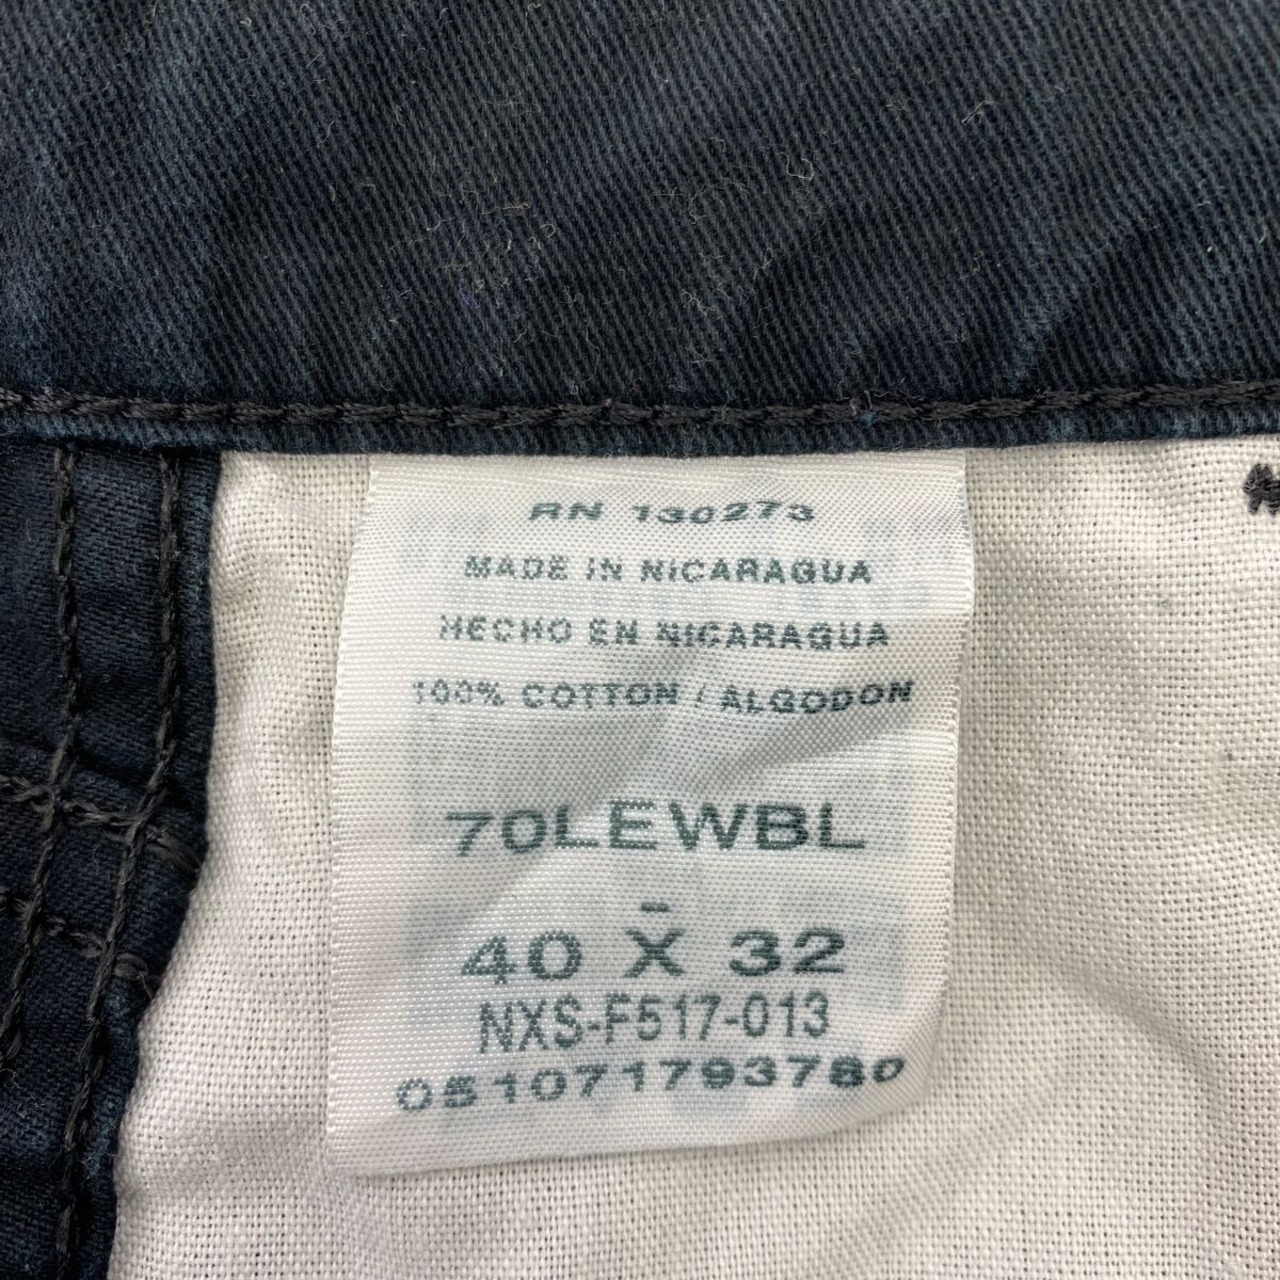 RN 130273
MADE IN NICARAGUA
HECHO EN NICARAGUA
100% COTTON / ALGODON
70LEWBL
-
40 X 32
NXS-F517-013
051071793780